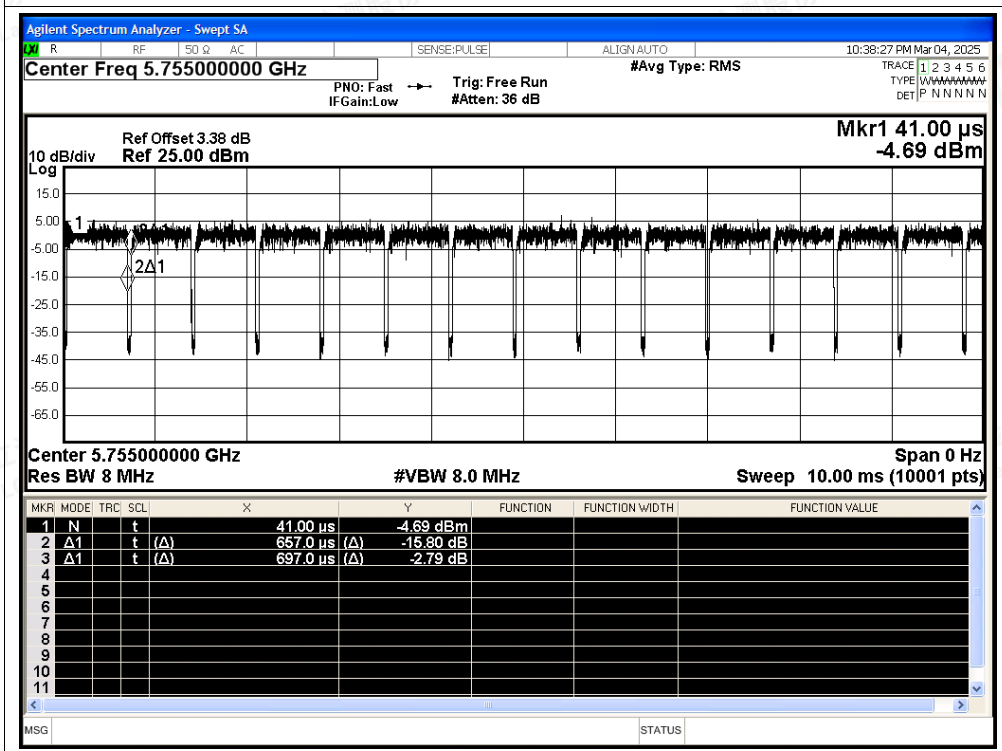 Agilent Spectrum Analyzer - Swept SA
LXI R RF 50 Ω AC SENSE:PULSE ALIGN AUTO 10:38:27 PM Mar 04, 2025
Center Freq 5.755000000 GHz #Avg Type: RMS TRACE 1 2 3 4 5 6
PNO: Fast Trig: Free Run TYPE WWWWWW
IFGain:Low #Atten: 36 dB DET P N N N N N
Mkr1 41.00 µs
Ref Offset 3.38 dB
10 dB/div Ref 25.00 dBm -4.69 dBm
Log
15.0
5.00
1
-5.00
2Δ1
-15.0
-25.0
-35.0
-45.0
-55.0
-65.0
Center 5.755000000 GHz Span 0 Hz
Res BW 8 MHz #VBW 8.0 MHz Sweep 10.00 ms (10001 pts)
MKR MODE TRC SCL X Y FUNCTION FUNCTION WIDTH FUNCTION VALUE
1 N t 41.00 µs -4.69 dBm
2 Δ1 t (Δ) 657.0 µs (Δ) -15.80 dB
3 Δ1 t (Δ) 697.0 µs (Δ) -2.79 dB
4
5
6
7
8
9
10
11
MSG STATUS